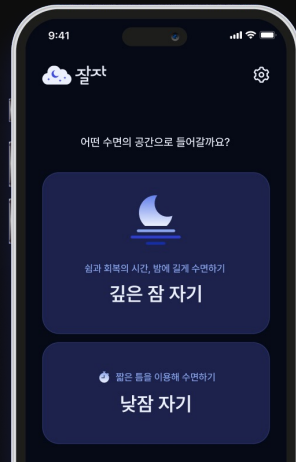 9:41
잘자
어떤 수면의 공간으로 들어갈까요?
쉼과 회복의 시간, 밤에 길게 수면하기
깊은 잠 자기
짧은 틈을 이용해 수면하기
낮잠 자기